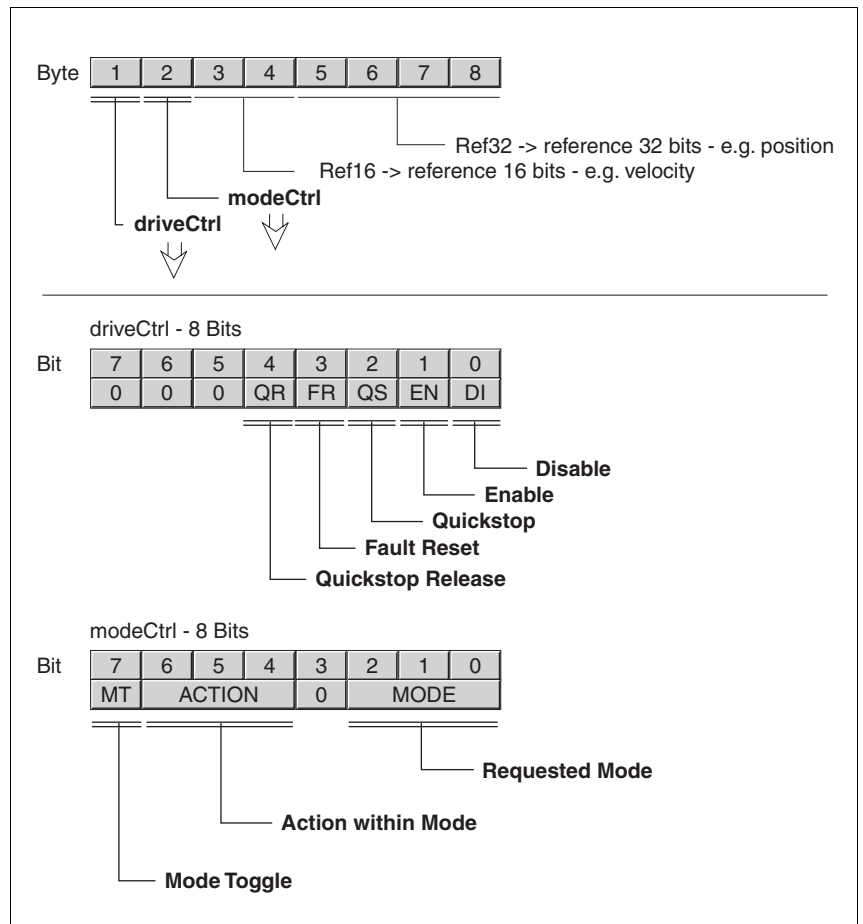 Byte 1 2 3 4 5 6 7 8
Ref32 -> reference 32 bits - e.g. position
Ref16 -> reference 16 bits - e.g. velocity
modeCtrl
driveCtrl
driveCtrl - 8 Bits
Bit 7 6 5 4 3 2 1 0
0 0 0 QR FR QS EN DI
Disable
Enable
Quickstop
Fault Reset
Quickstop Release
modeCtrl - 8 Bits
Bit 7 6 5 4 3 2 1 0
MT ACTION 0 MODE
Requested Mode
Action within Mode
Mode Toggle